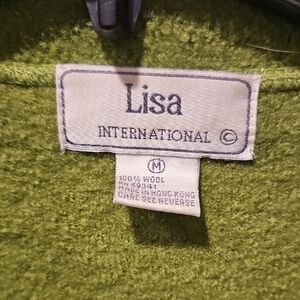 Lisa
INTERNATIONAL ©
M
100% WOOL
RN 69341
MADE IN HONG KONG
CARE SEE REVERSE